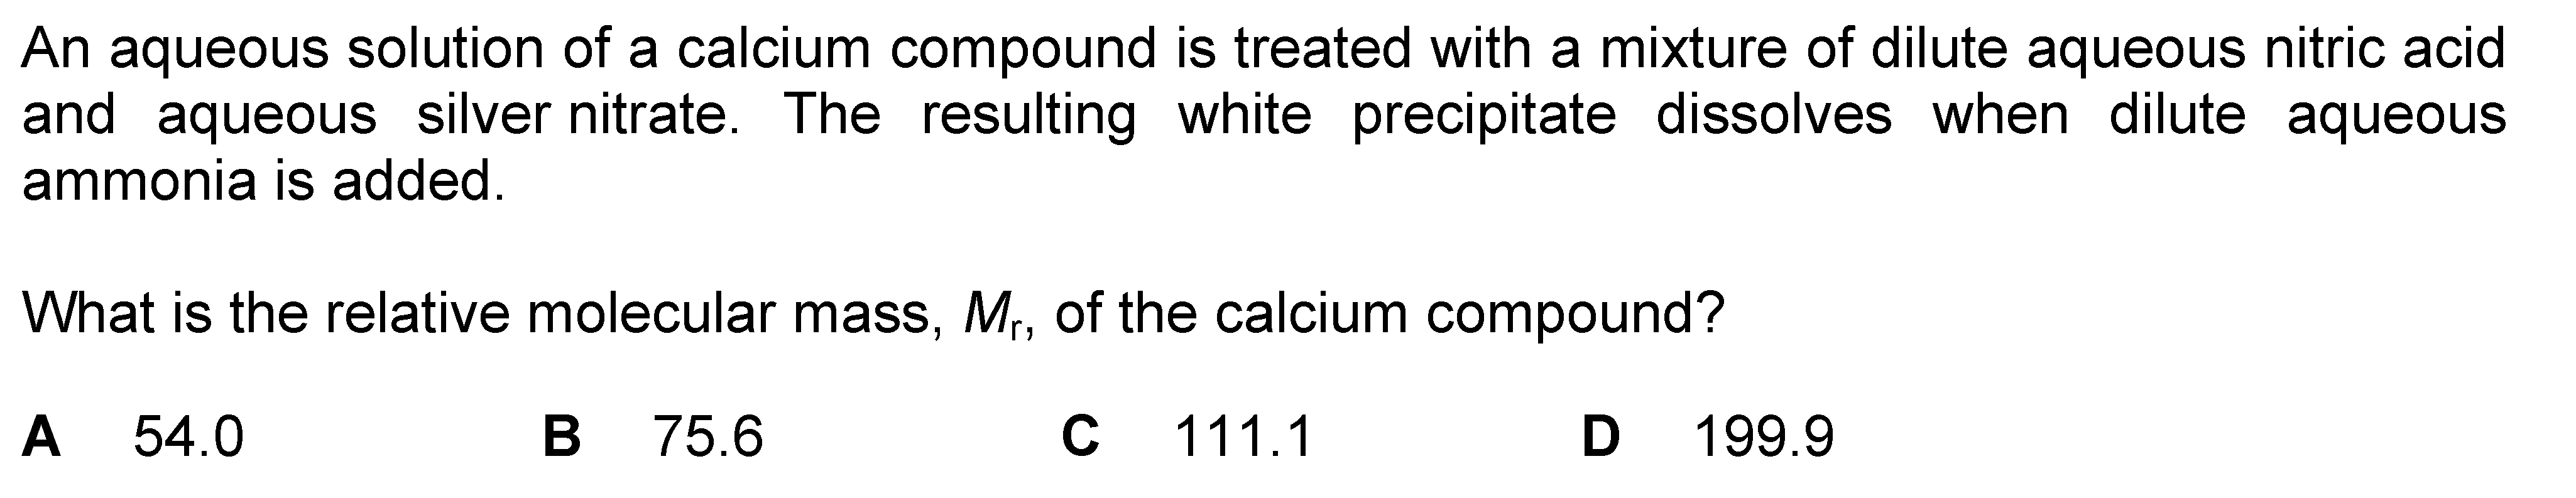 An aqueous solution of a calcium compound is treated with a mixture of dilute aqueous nitric acid
and aqueous silver nitrate. The resulting white precipitate dissolves when dilute aqueous
ammonia is added.
What is the relative molecular mass, Mr, of the calcium compound?
A 54.0 B 75.6 C 111.1 D 199.9